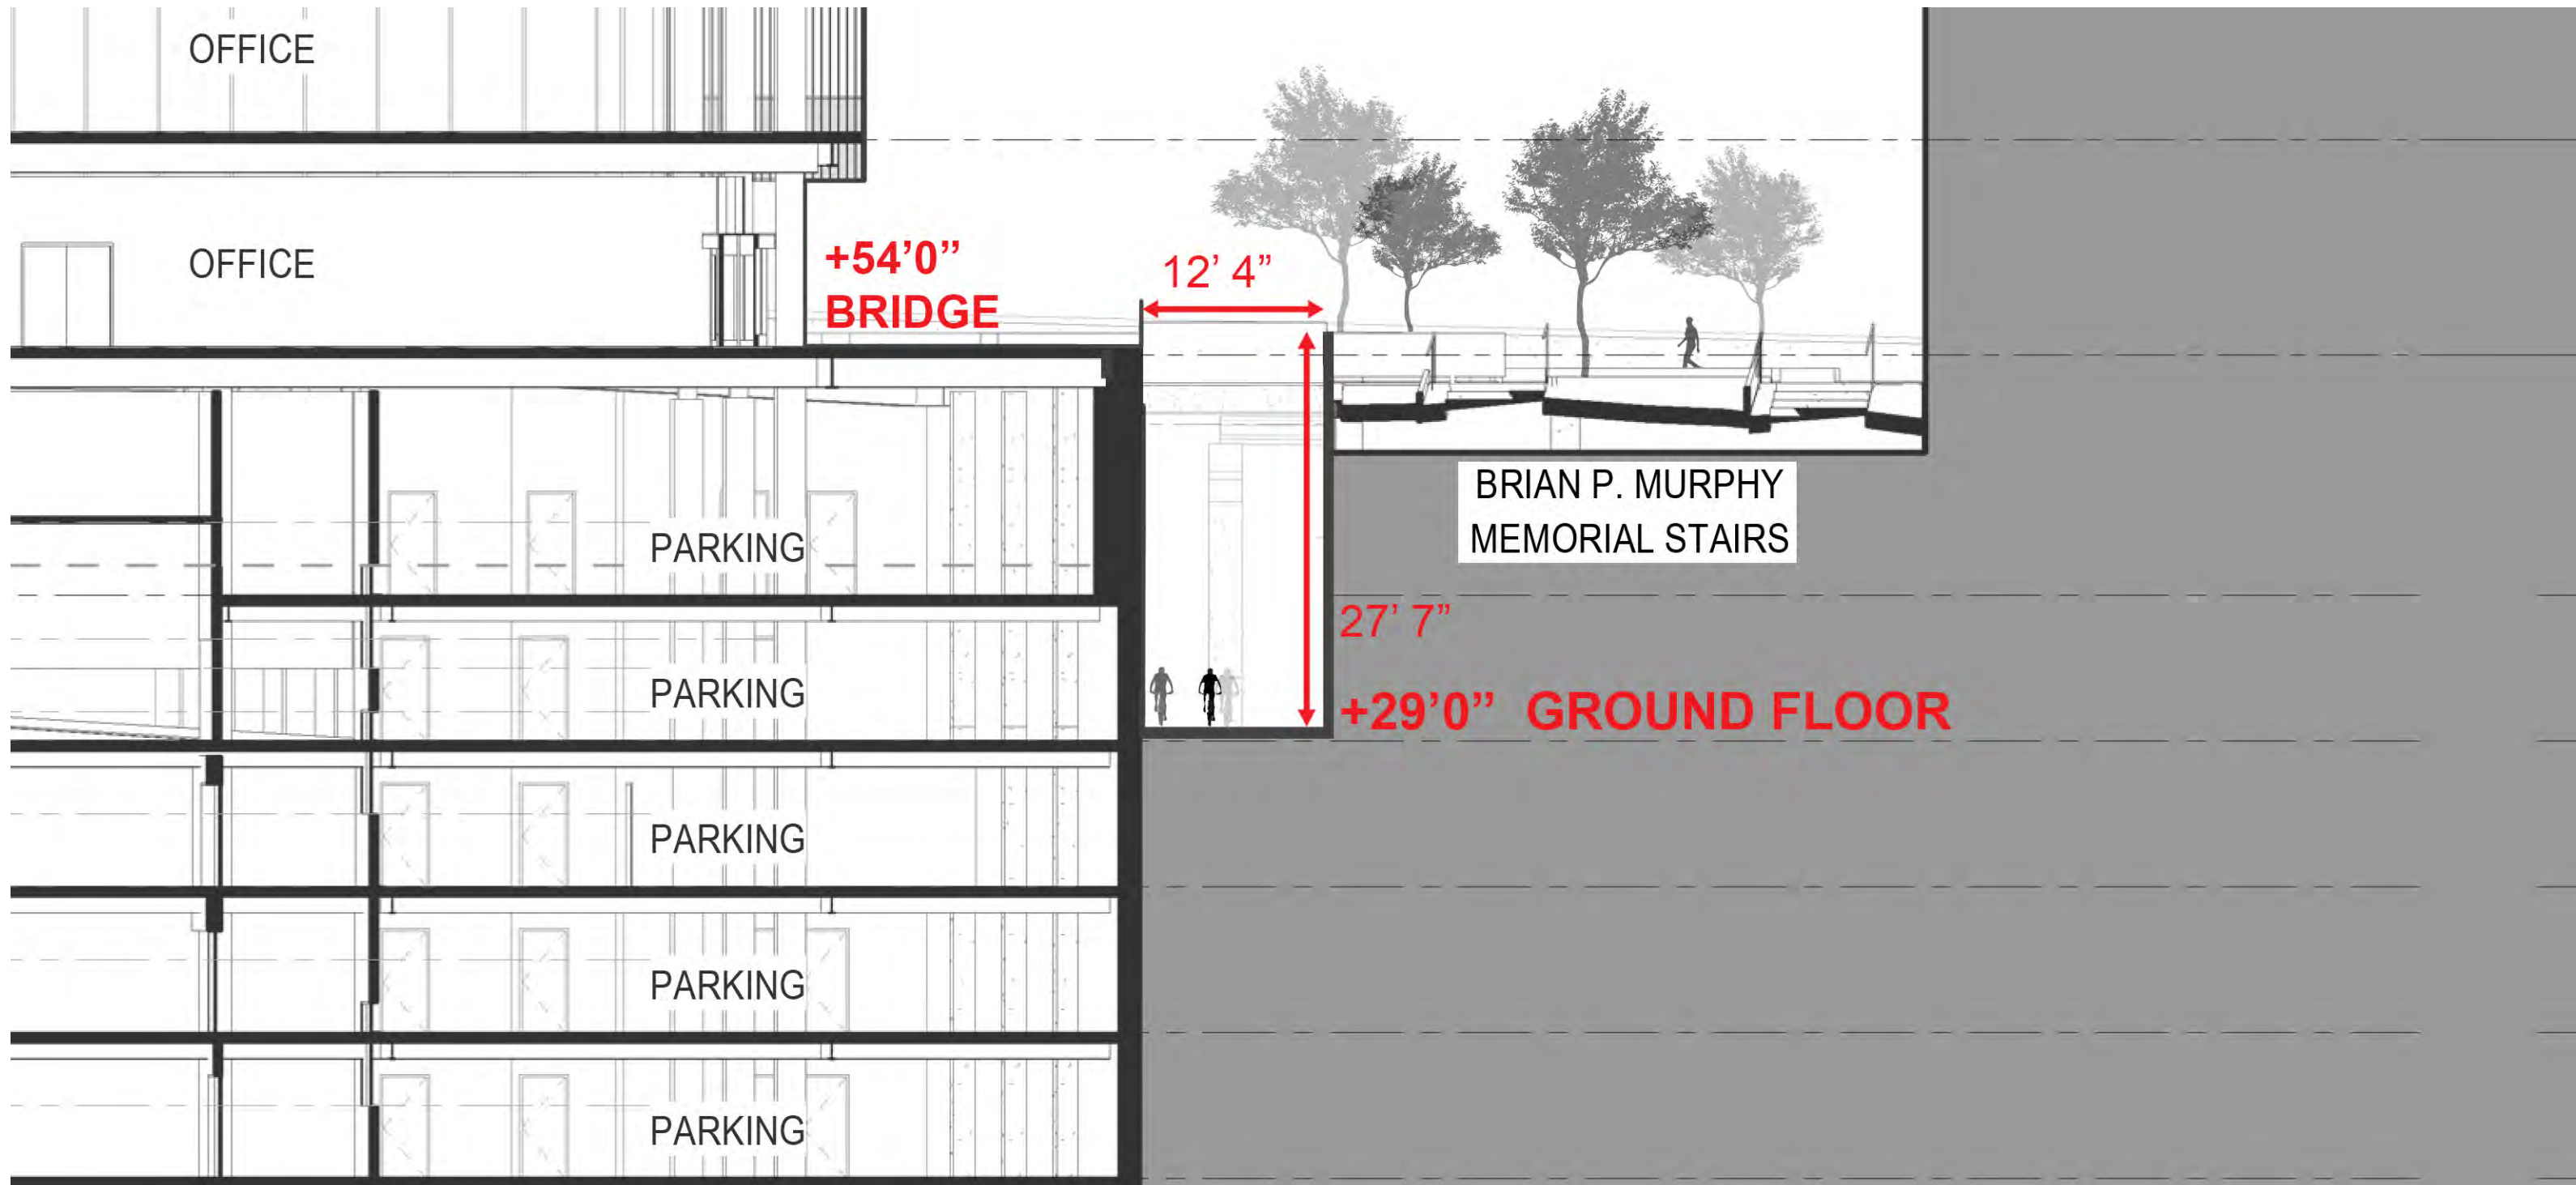 OFFICE
OFFICE
+54’0”
BRIDGE
12’ 4”
BRIAN P. MURPHY
MEMORIAL STAIRS
PARKING
27’ 7”
PARKING
+29’0” GROUND FLOOR
PARKING
PARKING
PARKING